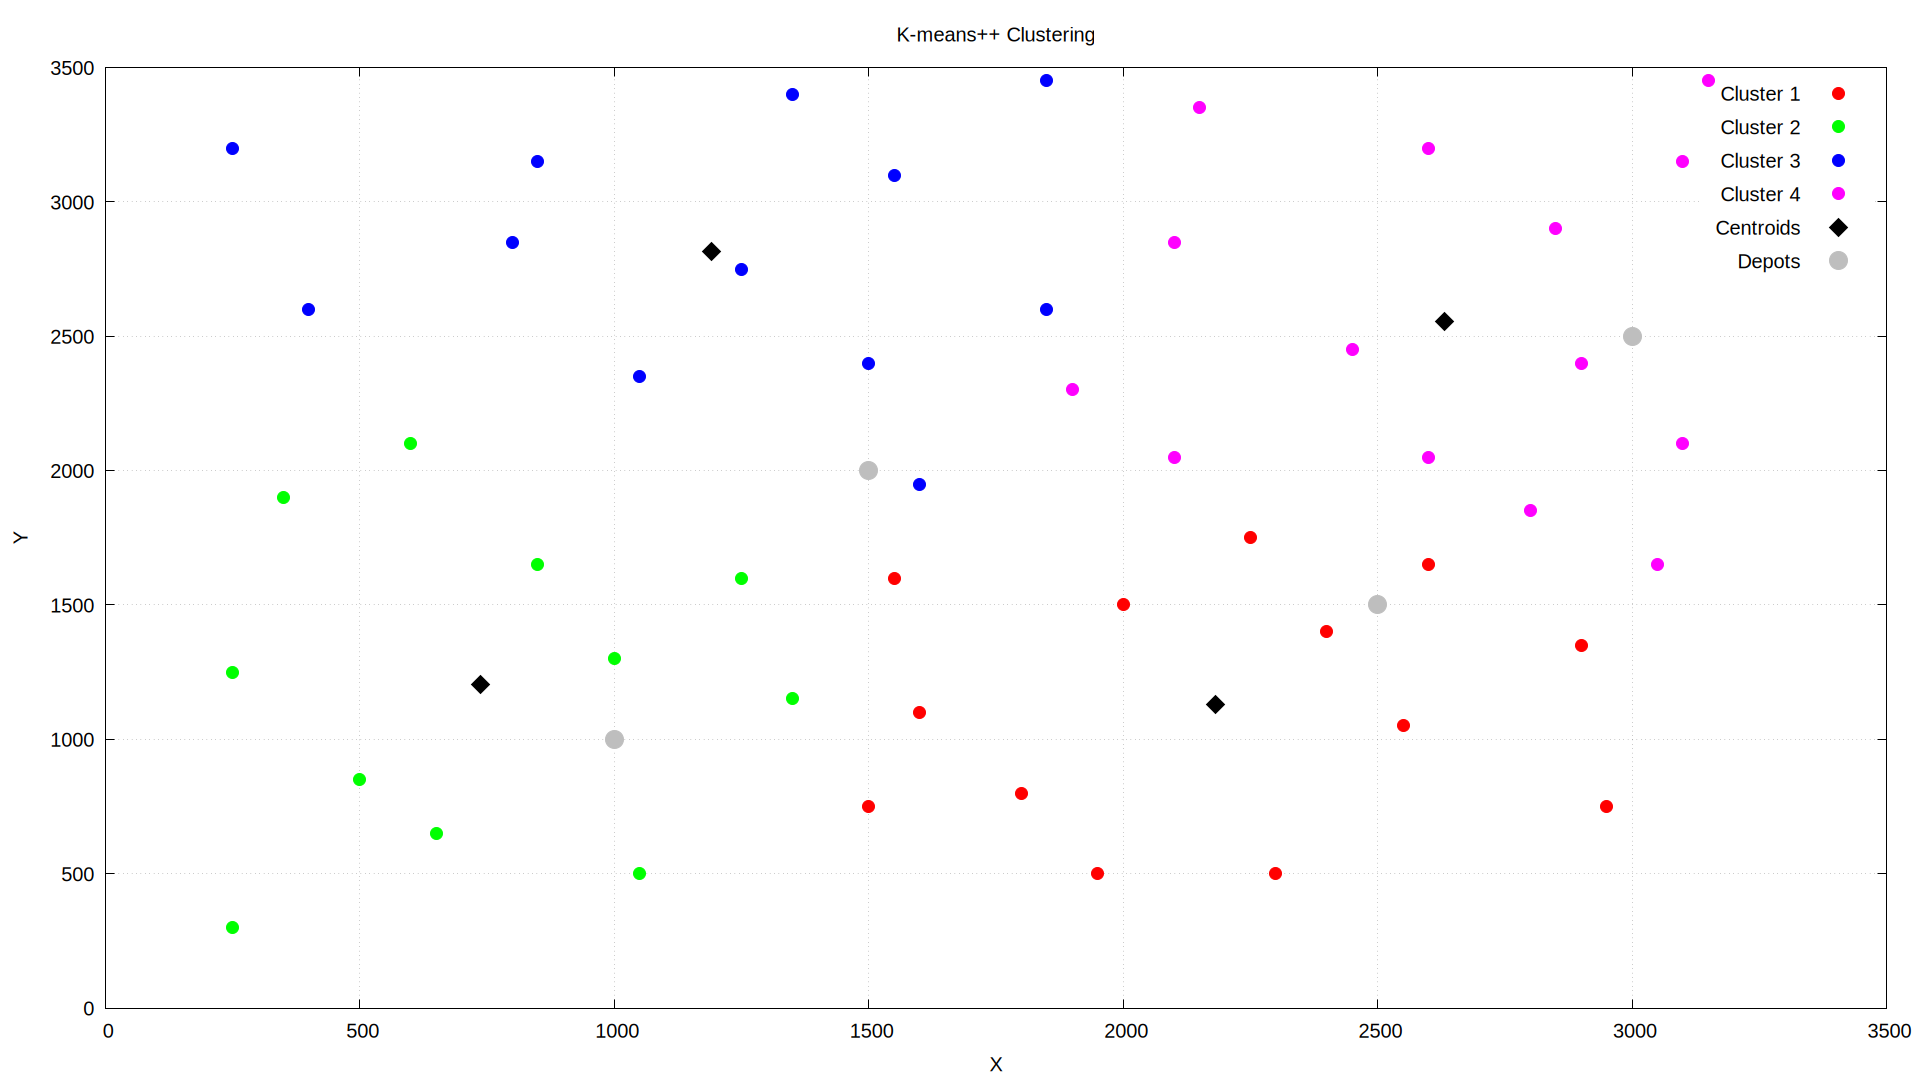 K-means++ Clustering
3500
3000
2500
2000
1500
1000
500
0
Y
Cluster 1
Cluster 2
Cluster 3
Cluster 4
Centroids
Depots
0 500 1000 1500 2000 2500 3000 3500
X